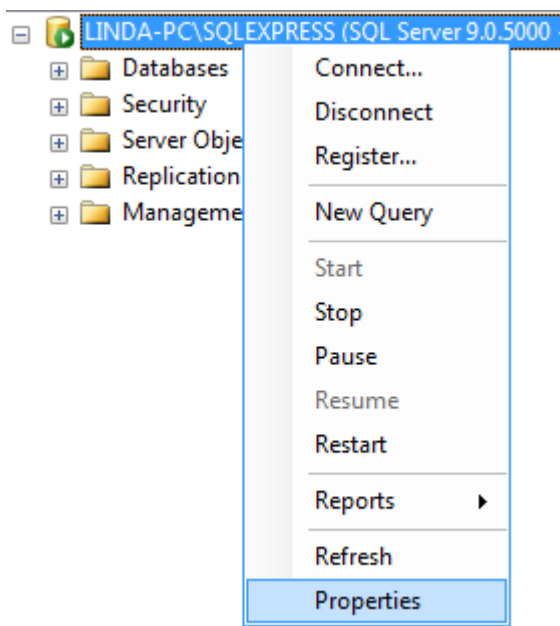 LINDA-PC\SQLEXPRESS (SQL Server 9.0.5000 -
Databases
Security
Server Obje
Replication
Manageme
Connect...
Disconnect
Register...
New Query
Start
Stop
Pause
Resume
Restart
Reports
Refresh
Properties